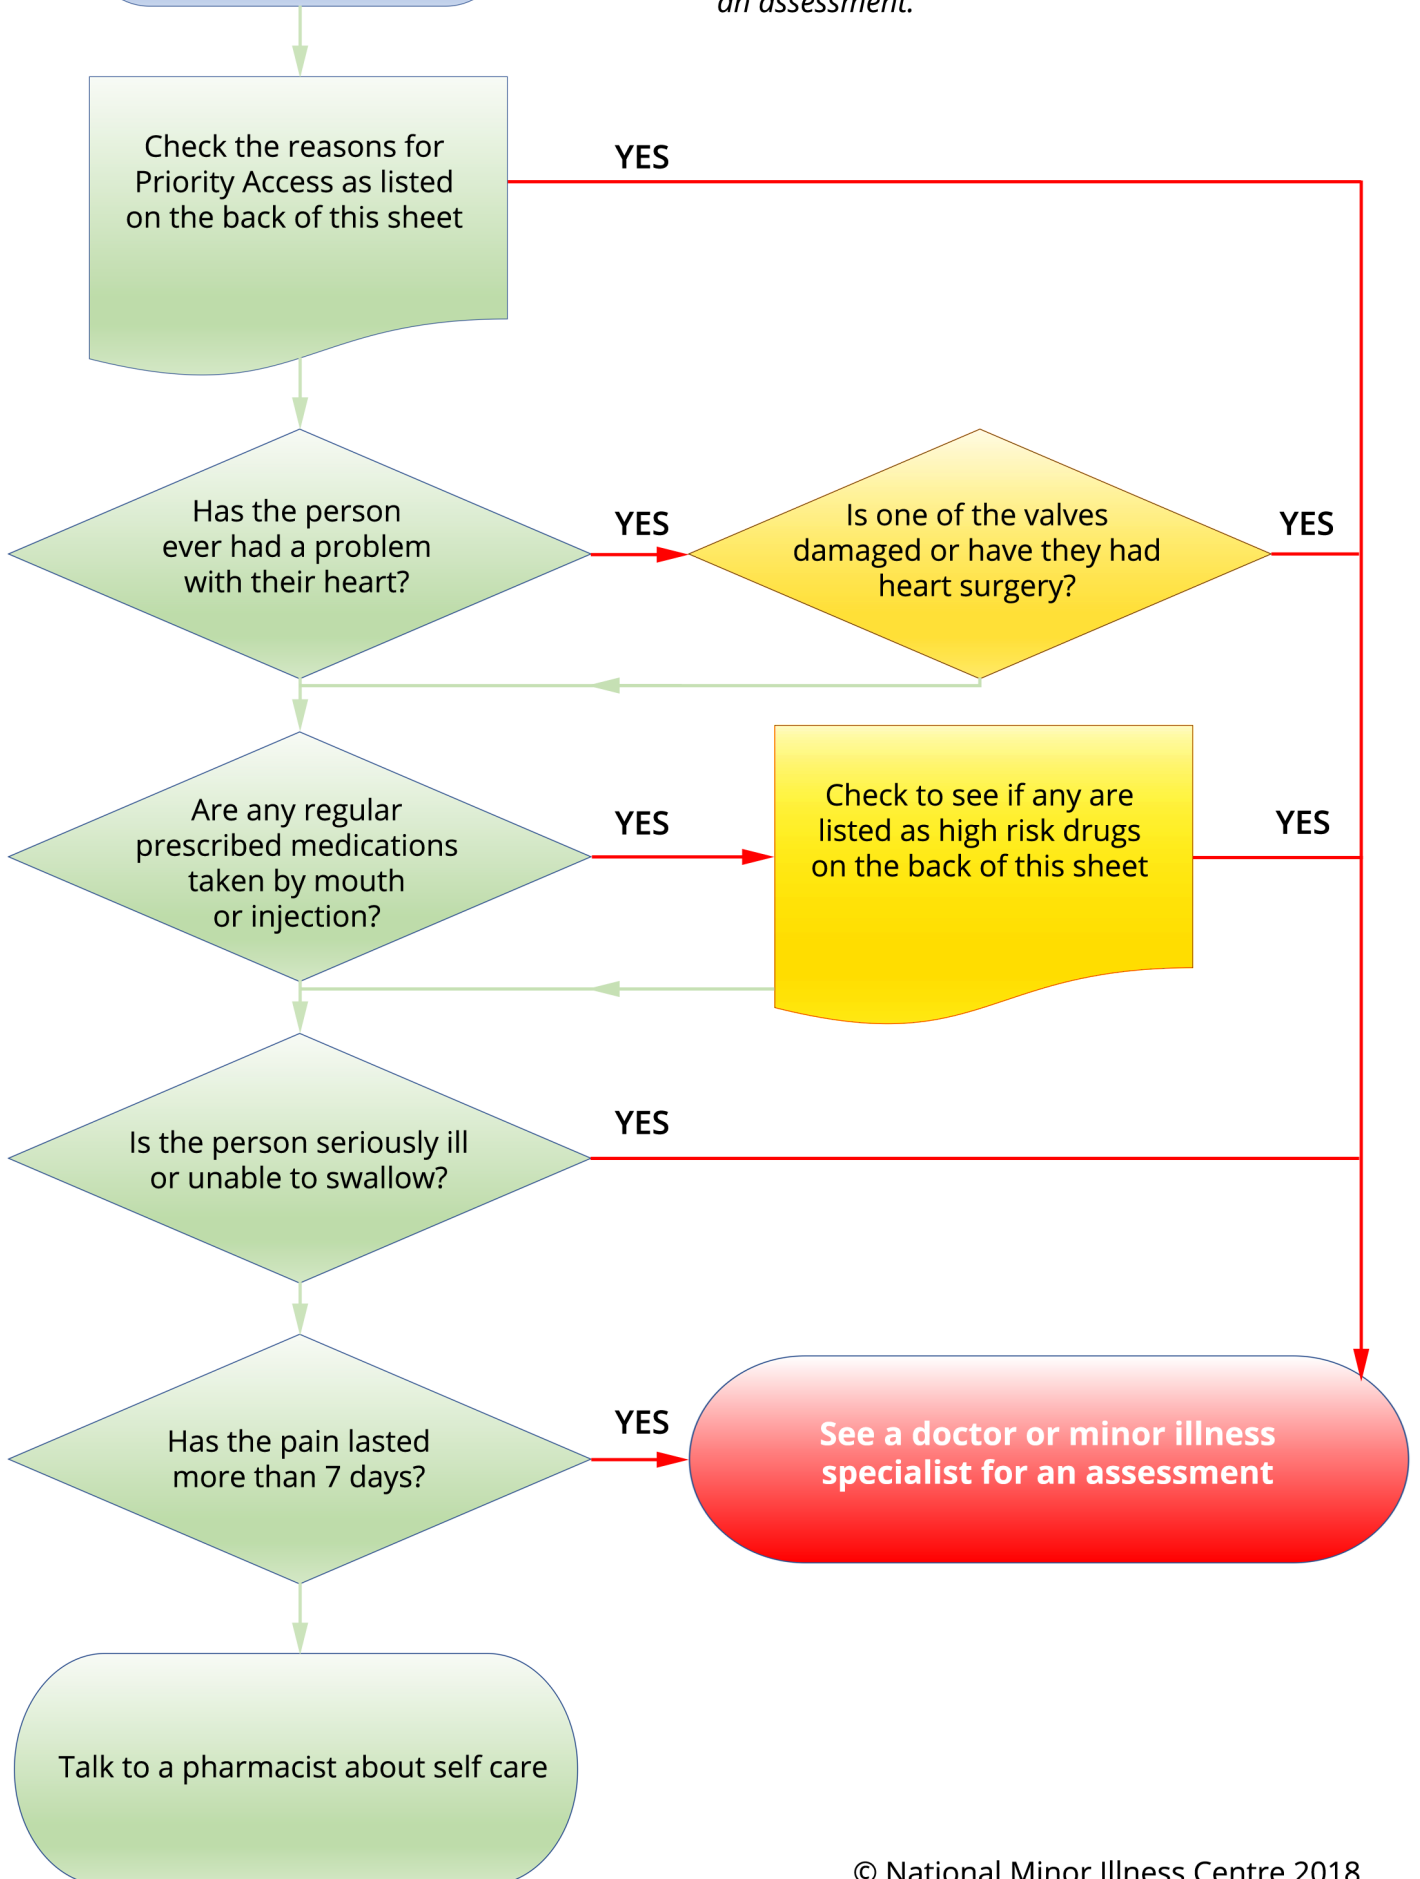 an assessment.
Check the reasons for
Priority Access as listed
on the back of this sheet
YES
Has the person
ever had a problem
with their heart?
YES
Is one of the valves
damaged or have they had
heart surgery?
YES
Are any regular
prescribed medications
taken by mouth
or injection?
YES
Check to see if any are
listed as high risk drugs
on the back of this sheet
YES
Is the person seriously ill
or unable to swallow?
YES
Has the pain lasted
more than 7 days?
YES
See a doctor or minor illness
specialist for an assessment
Talk to a pharmacist about self care
© National Minor Illness Centre 2018